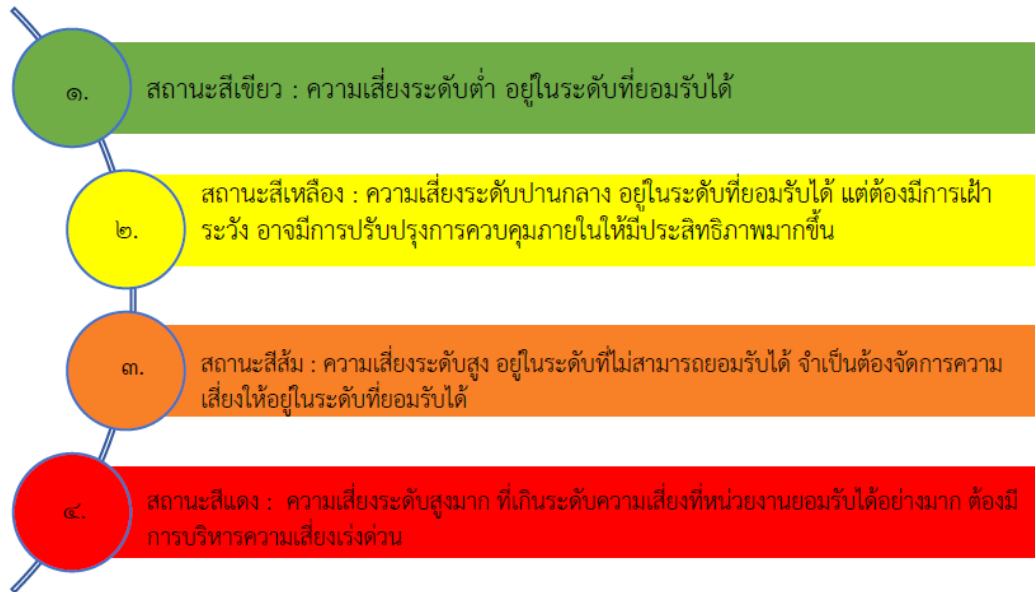 ๑.
สถานะสีเขียว : ความเสี่ยงระดับต่ำ อยู่ในระดับที่ยอมรับได้
๒.
สถานะสีเหลือง : ความเสี่ยงระดับปานกลาง อยู่ในระดับที่ยอมรับได้ แต่ต้องมีการเฝ้า
ระวัง อาจมีการปรับปรุงการควบคุมภายในให้มีประสิทธิภาพมากขึ้น
๓.
สถานะสีส้ม : ความเสี่ยงระดับสูง อยู่ในระดับที่ไม่สามารถยอมรับได้ จำเป็นต้องจัดการความ
เสี่ยงให้อยู่ในระดับที่ยอมรับได้
๔.
สถานะสีแดง : ความเสี่ยงระดับสูงมาก ที่เกินระดับความเสี่ยงที่หน่วยงานยอมรับได้อย่างมาก ต้องมี
การบริหารความเสี่ยงเร่งด่วน